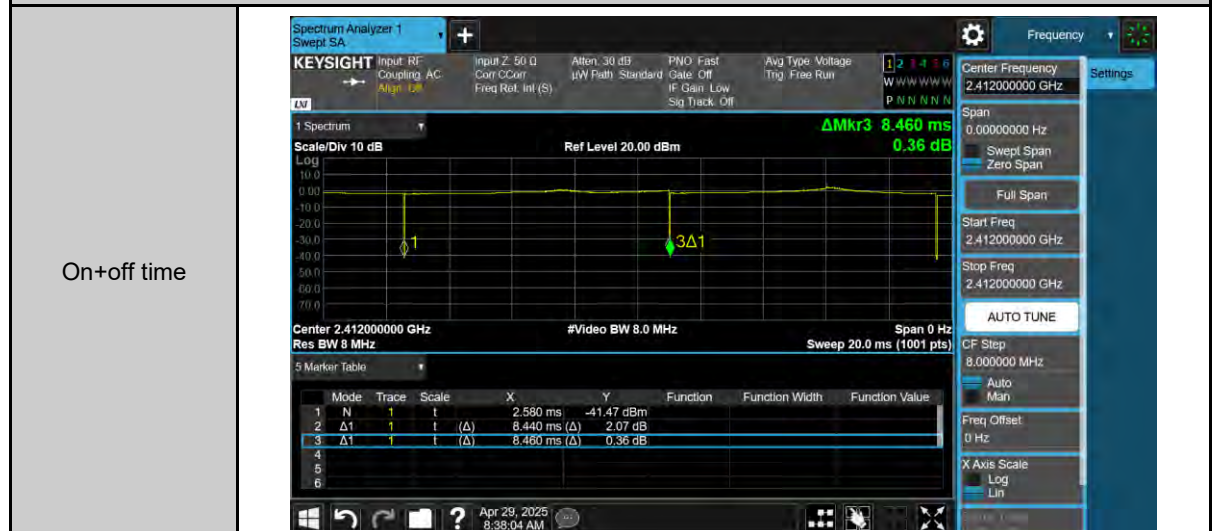 Spectrum Analyzer 1
Swept SA
+
Frequency
KEYSIGHT Input: RF Input Z: 50 Ω Atten: 30 dB PNO: Fast Avg Type: Voltage 1 2 3 4 5 6
Coupling: AC Corr CCorr µW Path: Standard Gate: Off Trig: Free Run W W W W W W
Align: Off Freq Ref: Int (S) IF Gain: Low
LXI Sig Track: Off P N N N N N
Center Frequency
2.412000000 GHz
Settings
1 Spectrum ΔMkr3 8.460 ms
Scale/Div 10 dB Ref Level 20.00 dBm 0.36 dB
Log
10.0
0.00
-10.0
-20.0
-30.0
-40.0
-50.0
-60.0
-70.0
1 3Δ1
Center 2.412000000 GHz #Video BW 8.0 MHz Span 0 Hz
Res BW 8 MHz Sweep 20.0 ms (1001 pts)
Span
0.00000000 Hz
Swept Span
Zero Span
Full Span
Start Freq
2.412000000 GHz
Stop Freq
2.412000000 GHz
AUTO TUNE
On+off time
5 Marker Table
Mode Trace Scale X Y Function Function Width Function Value
1 N 1 t 2.580 ms -41.47 dBm
2 Δ1 1 t (Δ) 8.440 ms (Δ) 2.07 dB
3 Δ1 1 t (Δ) 8.460 ms (Δ) 0.36 dB
4
5
6
CF Step
8.000000 MHz
Auto
Man
Freq Offset
0 Hz
X Axis Scale
Log
Lin
? Apr 29, 2025
8:38:04 AM